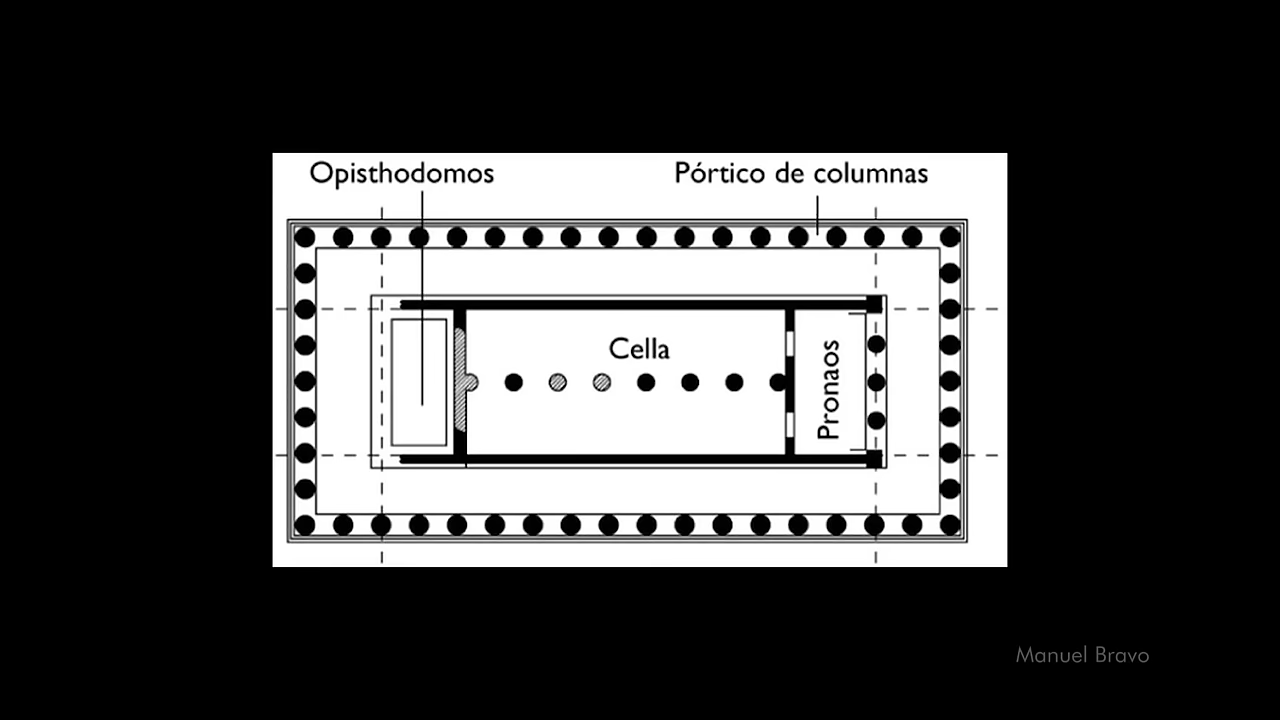 Opisthodomos
Pórtico de columnas
Cella
Pronaos
Manuel Bravo